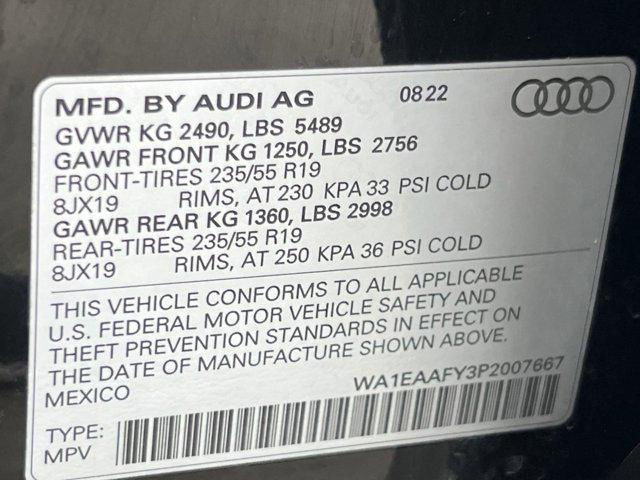 MFD. BY AUDI AG 0822
GVWR KG 2490, LBS 5489
GAWR FRONT KG 1250, LBS 2756
FRONT-TIRES 235/55 R19
8JX19 RIMS, AT 230 KPA 33 PSI COLD
GAWR REAR KG 1360, LBS 2998
REAR-TIRES 235/55 R19
8JX19 RIMS, AT 250 KPA 36 PSI COLD
THIS VEHICLE CONFORMS TO ALL APPLICABLE
U.S. FEDERAL MOTOR VEHICLE SAFETY AND
THEFT PREVENTION STANDARDS IN EFFECT ON
THE DATE OF MANUFACTURE SHOWN ABOVE.
MEXICO WA1EAAFY3P2007667
TYPE:
MPV